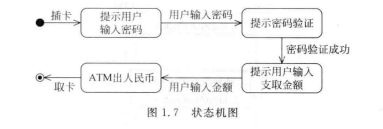 插卡
提示用户
输入密码
用户输入密码
提示密码验证
密码验证成功
提示用户输入
支取金额
用户输入金额
ATM出人民币
取卡
图 1.7 状态机图